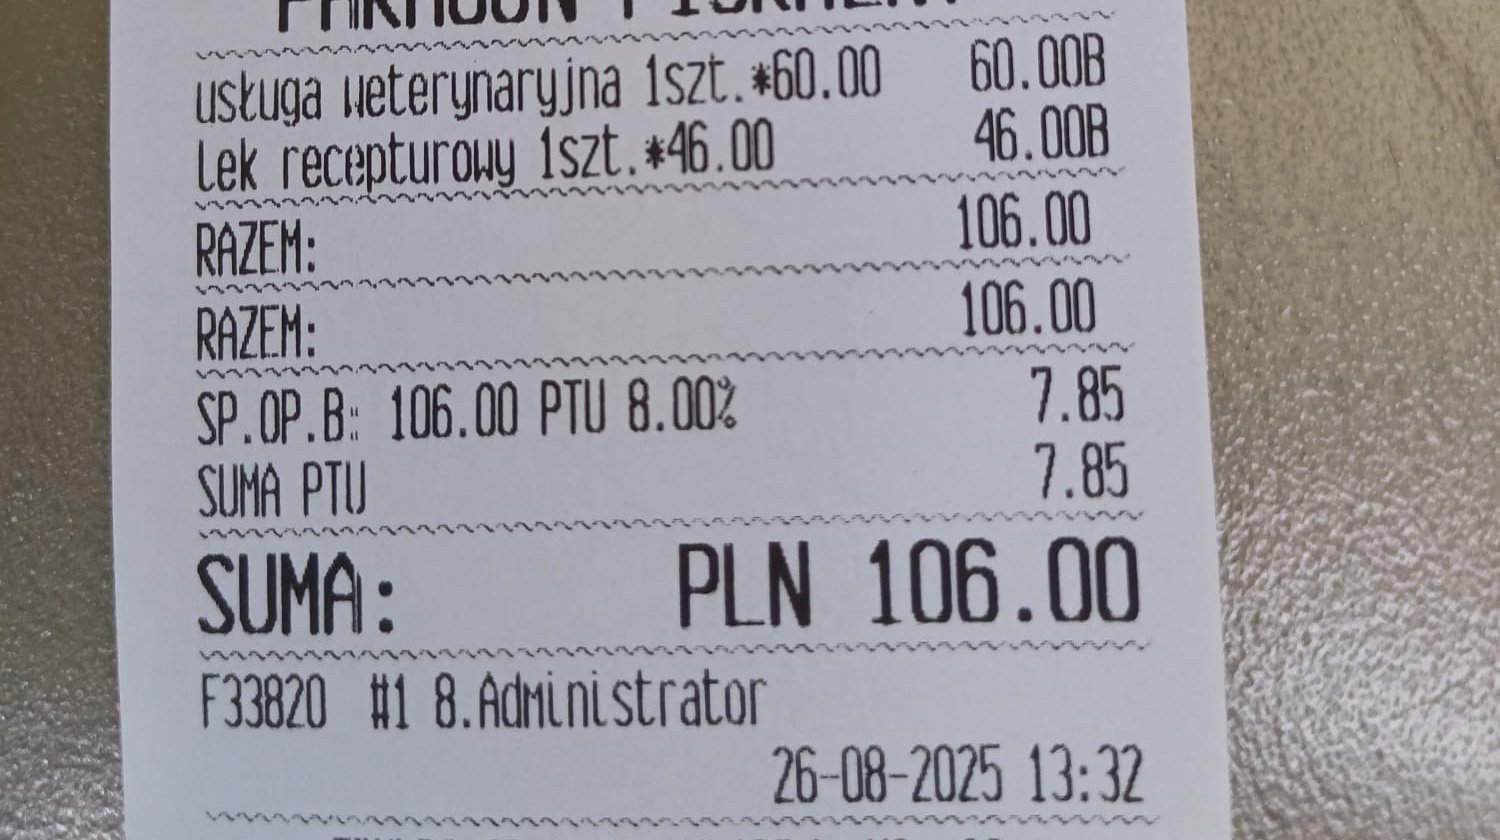 PARAGON FISKALNY
usługa weterynaryjna 1szt.*60.00 60.00B
Lek recepturowy 1szt.*46.00 46.00B
RAZEM: 106.00
RAZEM: 106.00
SP.OP.B: 106.00 PTU 8.00% 7.85
SUMA PTU 7.85
SUMA: PLN 106.00
F33820 #1 8.Administrator
26-08-2025 13:32